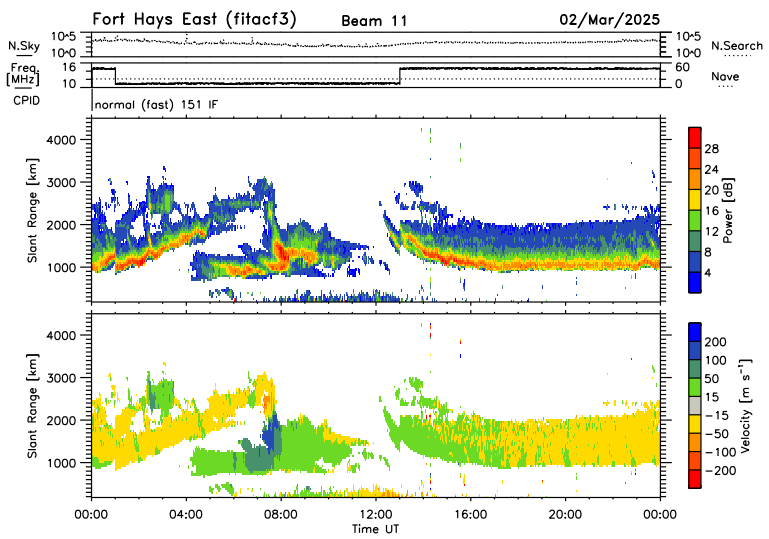 Fort Hays East (fitacf3) Beam 11 02/Mar/2025
N.Sky 10^5 10^0 10^5 10^0 N.Search
Freq. [MHz] 16 10 60 0 Nave
CPID normal (fast) 151 IF
Slant Range [km] 4000 3000 2000 1000
Power [dB] 28 24 20 16 12 8 4
Slant Range [km] 4000 3000 2000 1000
Velocity [m s⁻¹] 200 100 50 15 −15 −50 −100 −200
00:00 04:00 08:00 12:00 16:00 20:00 00:00
Time UT